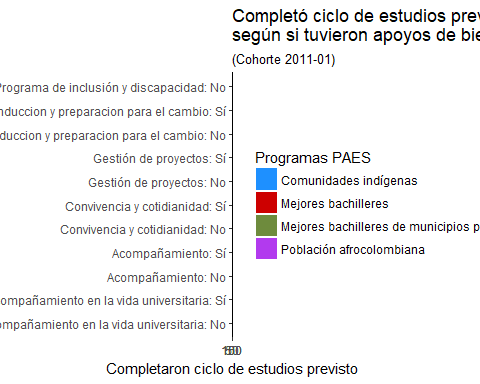 Completó ciclo de estudios prev
según si tuvieron apoyos de bie
(Cohorte 2011-01)
Programa de inclusión y discapacidad: No
nduccion y preparacion para el cambio: Sí
duccion y preparacion para el cambio: No
Gestión de proyectos: Sí
Gestión de proyectos: No
Convivencia y cotidianidad: Sí
Convivencia y cotidianidad: No
Acompañamiento: Sí
Acompañamiento: No
ompañamiento en la vida universitaria: Sí
ompañamiento en la vida universitaria: No
Programas PAES
Comunidades indígenas
Mejores bachilleres
Mejores bachilleres de municipios p
Población afrocolombiana
Completaron ciclo de estudios previsto